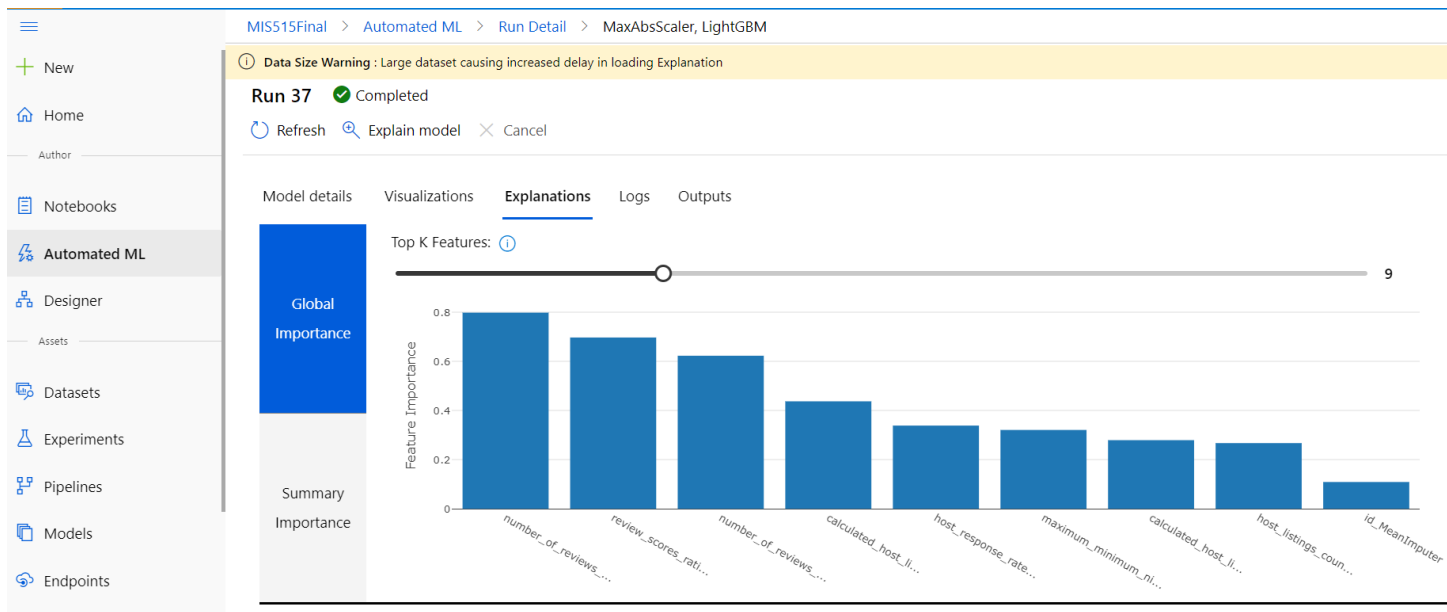 MIS515Final > Automated ML > Run Detail > MaxAbsScaler, LightGBM
Data Size Warning : Large dataset causing increased delay in loading Explanation
Run 37 Completed
Refresh Explain model Cancel
New
Home
Author
Notebooks
Automated ML
Designer
Assets
Datasets
Experiments
Pipelines
Models
Endpoints
Model details Visualizations Explanations Logs Outputs
Global
Importance
Summary
Importance
Top K Features:
9
Feature Importance
0.8
0.6
0.4
0.2
0
number_of_reviews_...
review_scores_rati...
number_of_reviews_...
calculated_host_li...
host_response_rate...
maximum_minimum_ni...
calculated_host_li...
host_listings_coun...
id_MeanImputer